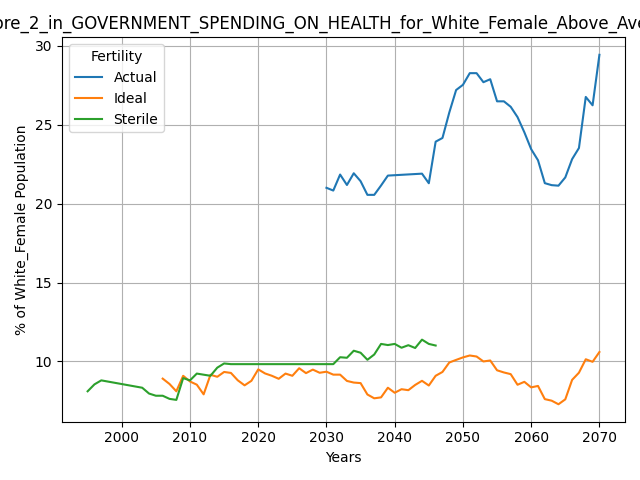 ore_2_in_GOVERNMENT_SPENDING_ON_HEALTH_for_White_Female_Above_Ave
Fertility
Actual
Ideal
Sterile
% of White_Female Population
30
25
20
15
10
2000
2010
2020
2030
2040
2050
2060
2070
Years